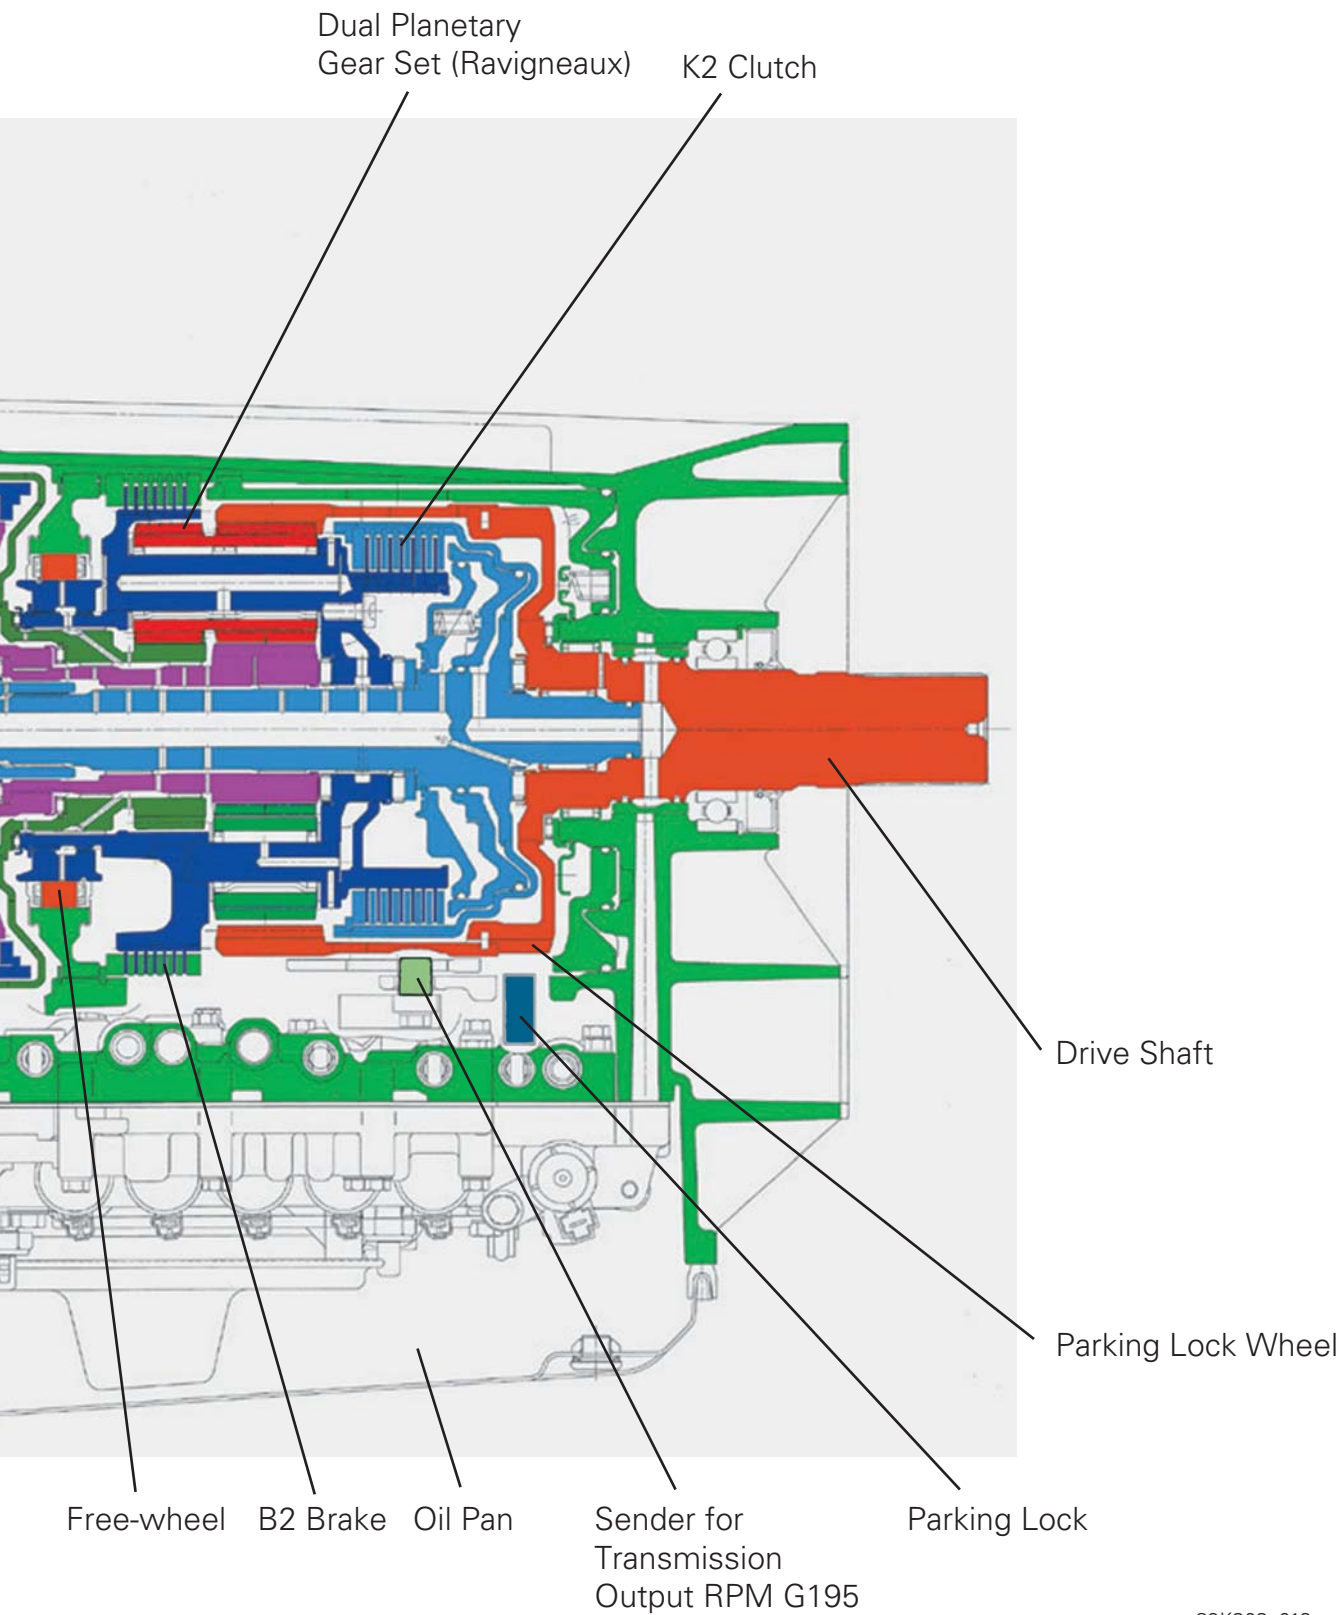 Dual Planetary
Gear Set (Ravigneaux)
K2 Clutch
Drive Shaft
Parking Lock Wheel
Free-wheel
B2 Brake
Oil Pan
Sender for
Transmission
Output RPM G195
Parking Lock